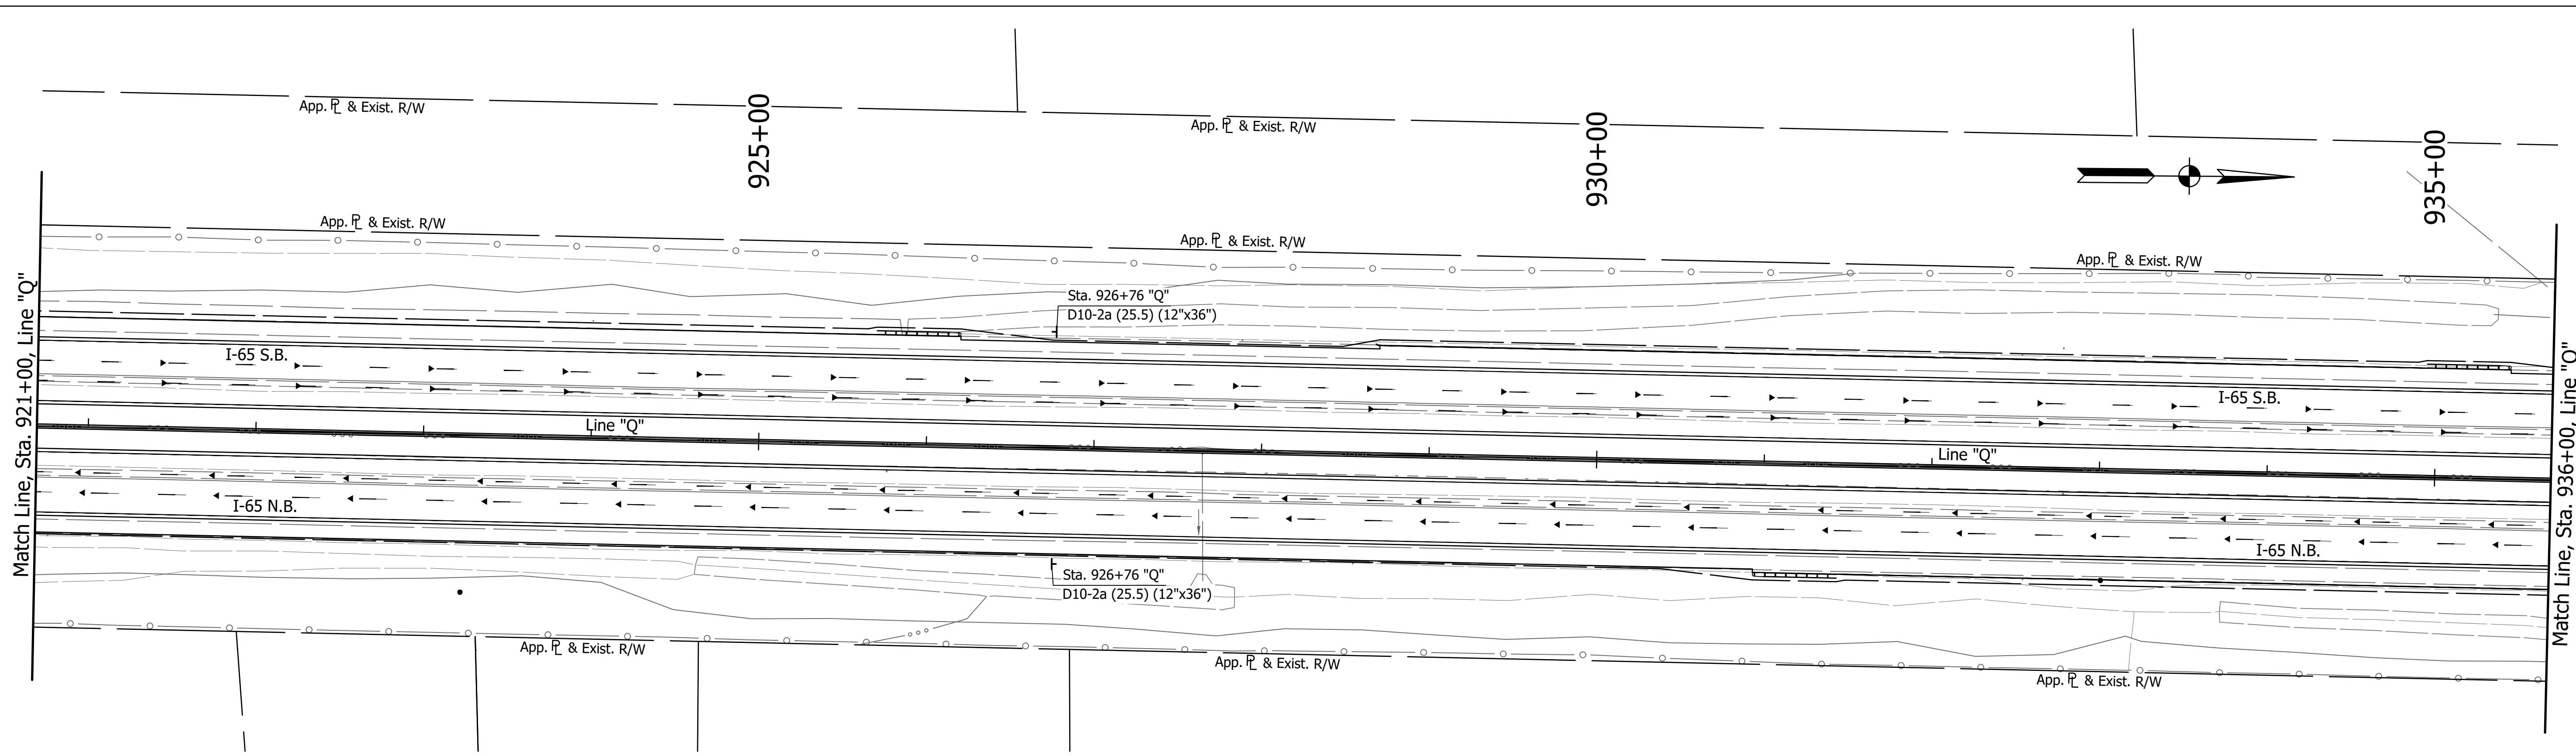 App. PL & Exist. R/W
925+00
App. PL & Exist. R/W
930+00
935+00
App. PL & Exist. R/W
App. PL & Exist. R/W
App. PL & Exist. R/W
Match Line, Sta. 921+00, Line "Q"
Sta. 926+76 "Q"
D10-2a (25.5) (12"x36")
I-65 S.B.
I-65 S.B.
Line "Q"
Line "Q"
I-65 N.B.
I-65 N.B.
Sta. 926+76 "Q"
D10-2a (25.5) (12"x36")
Match Line, Sta. 936+00, Line "Q"
App. PL & Exist. R/W
App. PL & Exist. R/W
App. PL & Exist. R/W